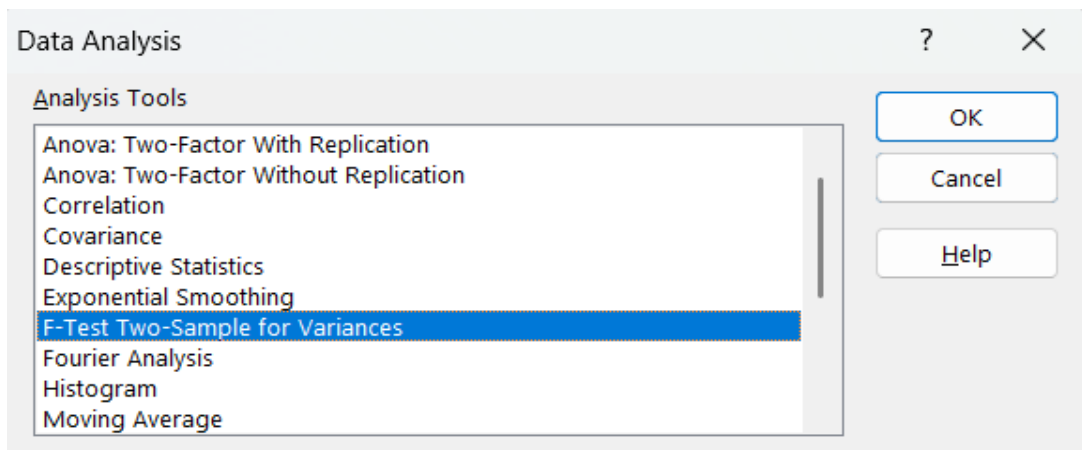 Data Analysis
?
Analysis Tools
Anova: Two-Factor With Replication
Anova: Two-Factor Without Replication
Correlation
Covariance
Descriptive Statistics
Exponential Smoothing
F-Test Two-Sample for Variances
Fourier Analysis
Histogram
Moving Average
OK
Cancel
Help